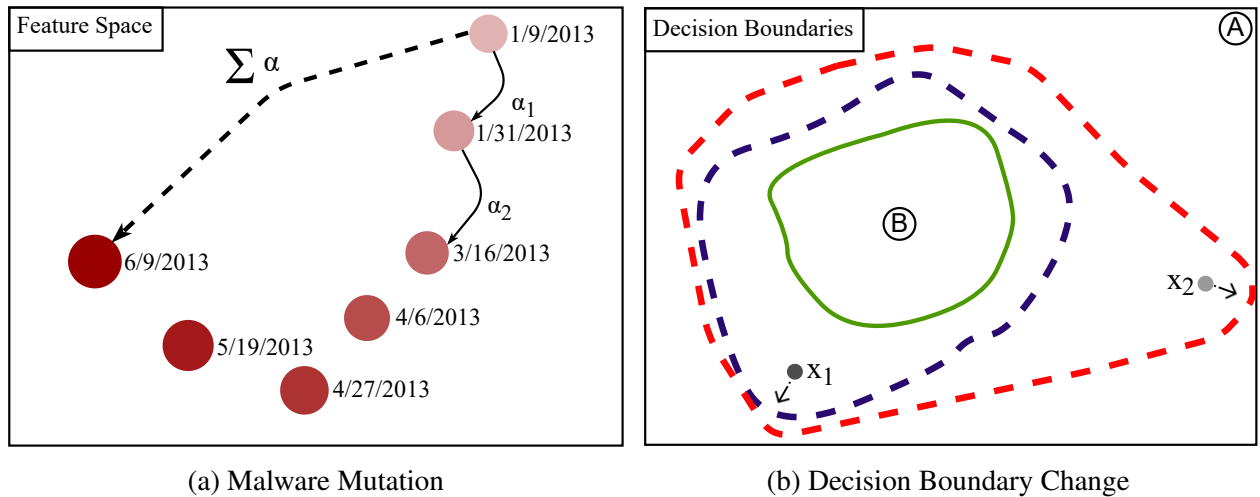 Feature Space
1/9/2013
∑ α
α₁
1/31/2013
α₂
3/16/2013
6/9/2013
4/6/2013
5/19/2013
4/27/2013
(a) Malware Mutation
Decision Boundaries
A
B
x₂
x₁
(b) Decision Boundary Change